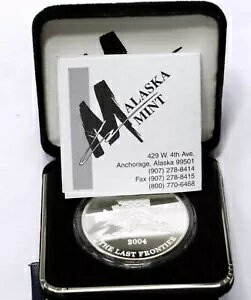 ALASKA
MINT
429 W. 4th Ave.
Anchorage, Alaska 99501
(907) 278-8414
Fax (907) 278-8415
(800) 770-6468
2004
THE LAST FRONTIER